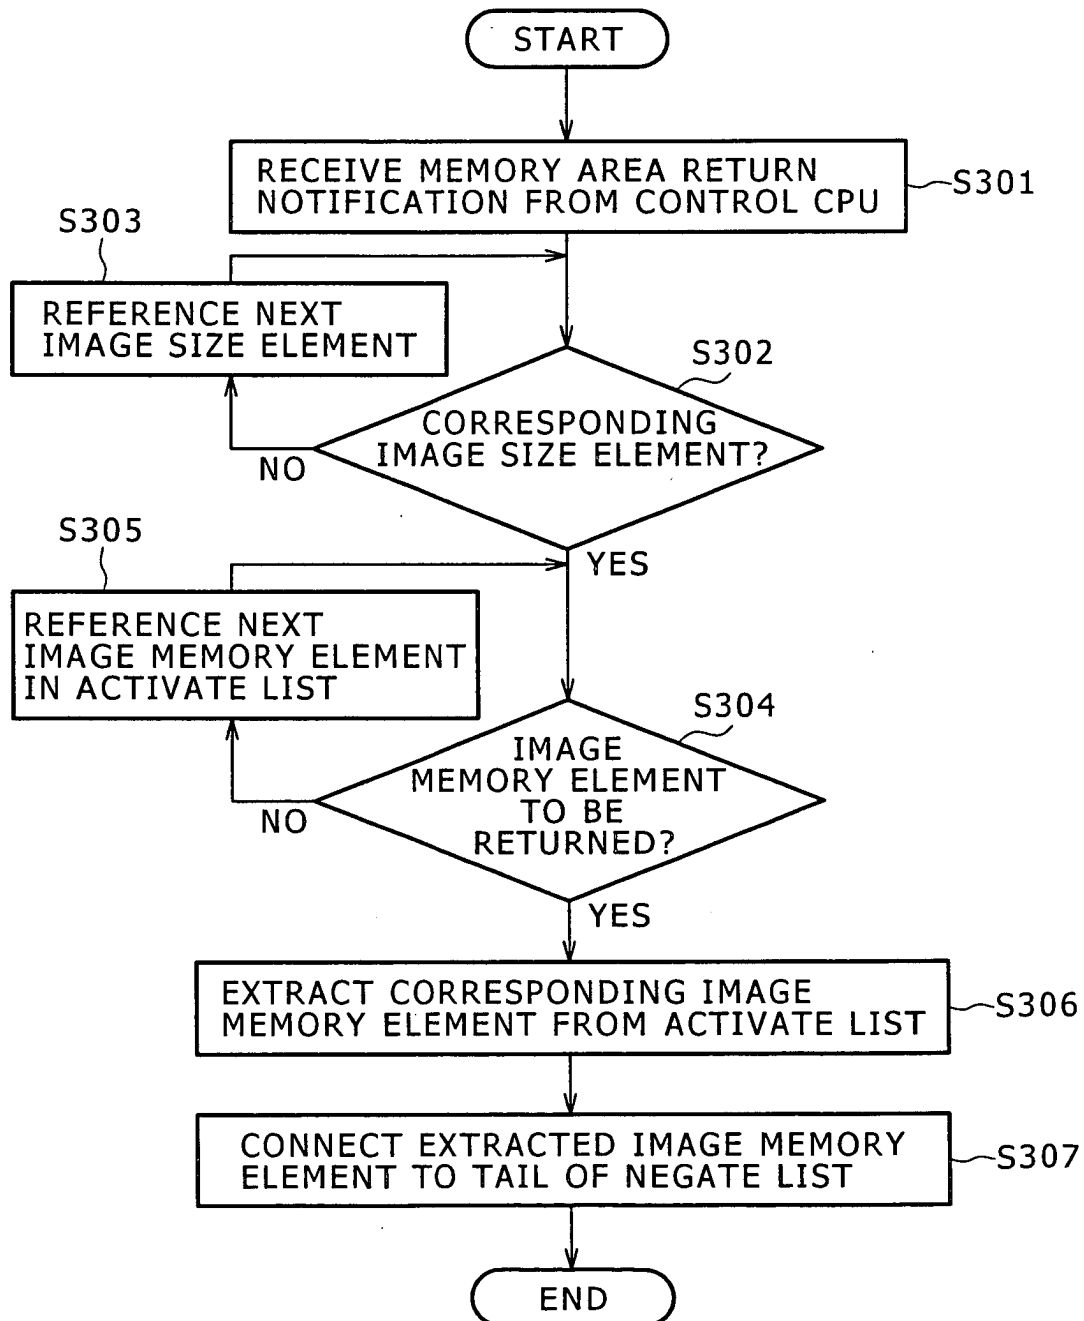 START
RECEIVE MEMORY AREA RETURN
NOTIFICATION FROM CONTROL CPU
S301
S303
REFERENCE NEXT
IMAGE SIZE ELEMENT
S302
CORRESPONDING
IMAGE SIZE ELEMENT?
NO
YES
S305
REFERENCE NEXT
IMAGE MEMORY ELEMENT
IN ACTIVATE LIST
S304
IMAGE
MEMORY ELEMENT
TO BE
RETURNED?
NO
YES
EXTRACT CORRESPONDING IMAGE
MEMORY ELEMENT FROM ACTIVATE LIST
S306
CONNECT EXTRACTED IMAGE MEMORY
ELEMENT TO TAIL OF NEGATE LIST
S307
END